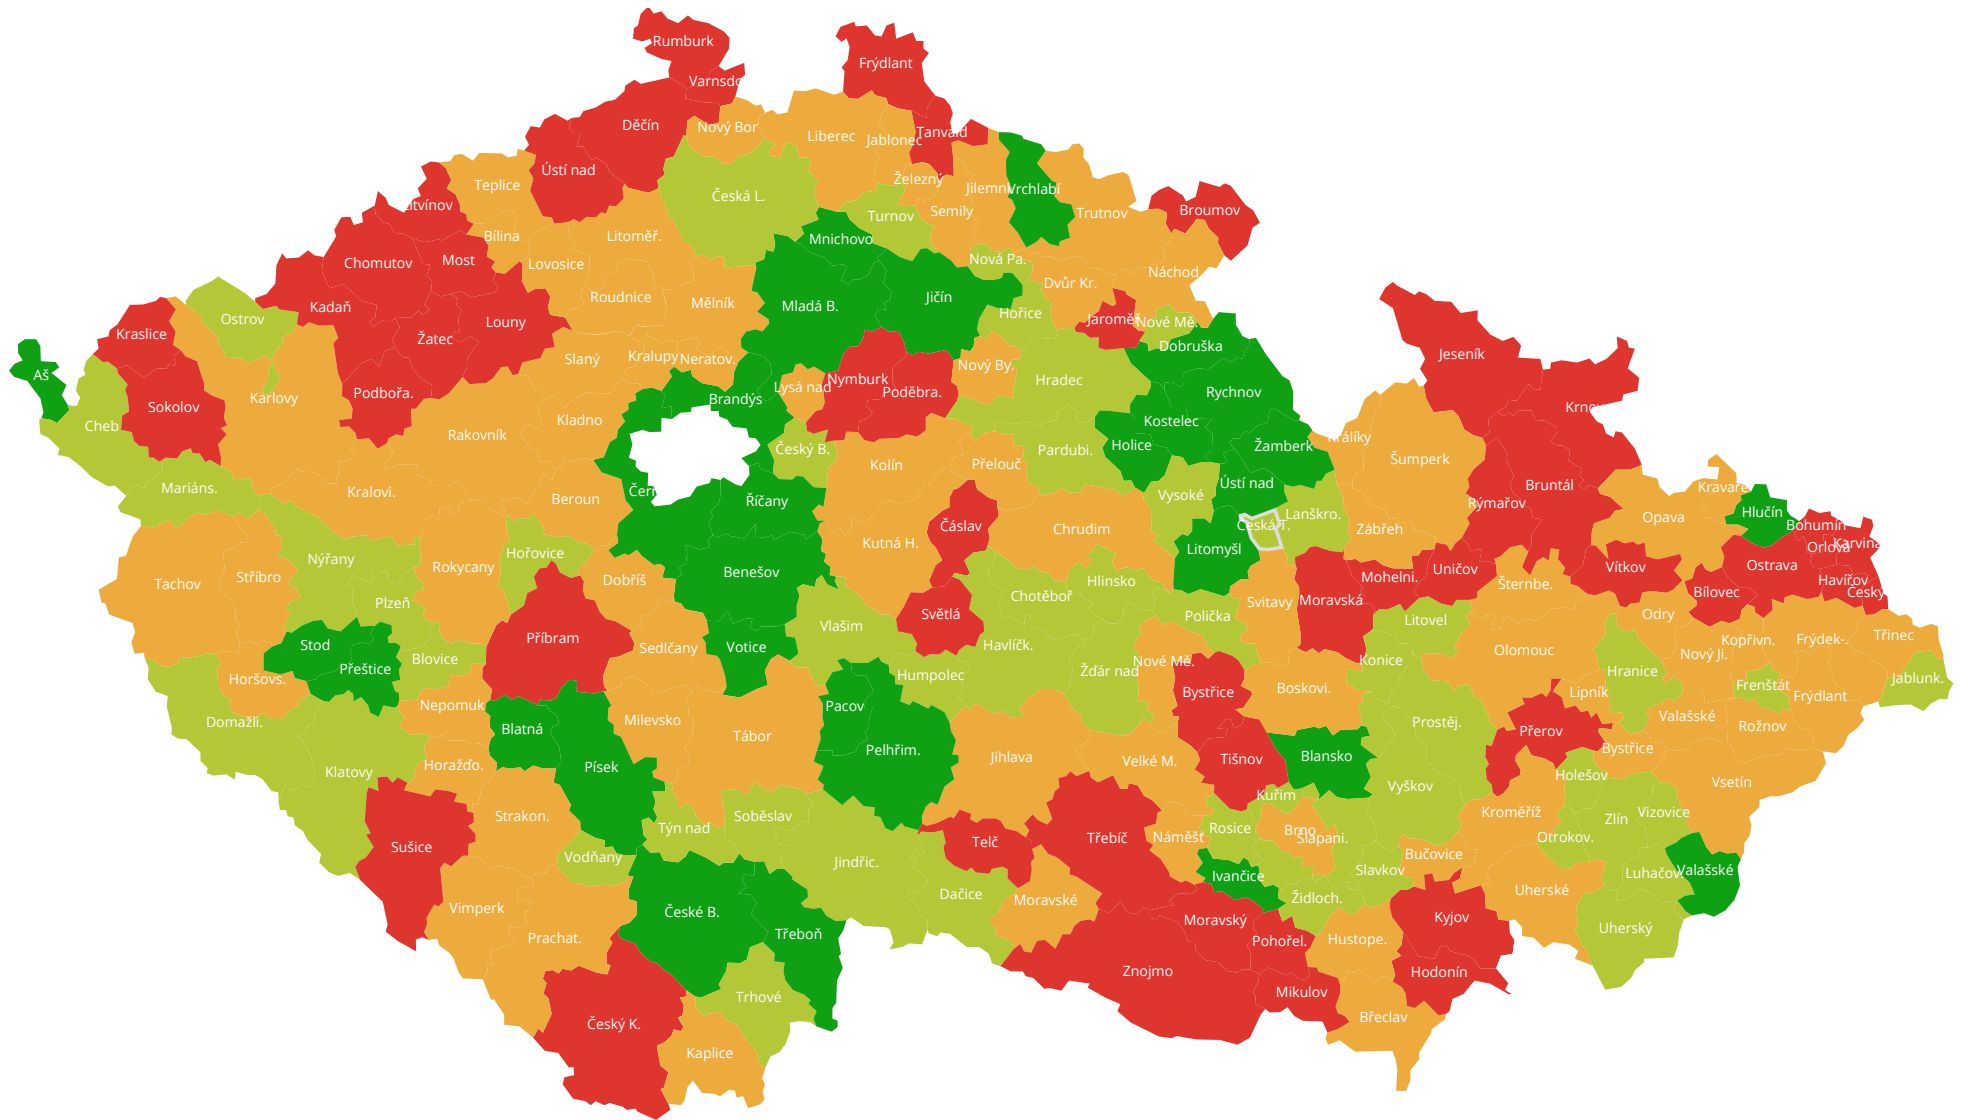 Rumburk
Frýdlant
Varnsdo
Děčín
Nový Bor
Liberec
Jablonec
Tanvald
Ústí nad
Teplice
Železný
Jilemni
Vrchlabí
Česká L.
Litvínov
Semily
Turnov
Trutnov
Broumov
Bílina
Litoměř.
Mnichovo
Chomutov
Most
Lovosice
Nová Pa.
Náchod
Kadaň
Roudnice
Mělník
Mladá B.
Jičín
Dvůr Kr.
Ostrov
Louny
Hořice
Jaroměř
Nové Mě.
Kraslice
Žatec
Dobruška
Aš
Slaný
Kralupy
Neratov.
Nový By.
Jeseník
Sokolov
Karlovy
Podbořa.
Lysá nad
Nymburk
Poděbra.
Hradec
Rychnov
Krno
Cheb
Rakovník
Kladno
Brandýs
Kostelec
Český B.
Kolín
Přelouč
Pardubi.
Holice
Žamberk
Králíky
Šumperk
Mariáns.
Kralovi.
Beroun
Čern
Říčany
Vysoké
Ústí nad
Rýmařov
Bruntál
Kravaře
Čáslav
Chrudim
Česká T.
Lanškro.
Zábřeh
Opava
Hlučín
Bohumín
Nýřany
Hořovice
Kutná H.
Litomyšl
Orlová
Karviná
Tachov
Stříbro
Rokycany
Dobříš
Benešov
Hlinsko
Mohelni.
Uničov
Šternbe.
Vítkov
Ostrava
Havířov
Český
Plzeň
Chotěboř
Světlá
Polička
Svitavy
Moravská
Bílovec
Stod
Příbram
Sedlčany
Votice
Vlašim
Havlíčk.
Litovel
Odry
Kopřivn.
Frýdek-.
Třinec
Přeštice
Blovice
Humpolec
Žďár nad
Nové Mě.
Konice
Olomouc
Hranice
Nový Ji.
Jablunk.
Horšovs.
Nepomuk
Pacov
Bystřice
Boskovi.
Lipník
Frenštát
Frýdlant
Domažli.
Blatná
Milevsko
Tábor
Pelhřim.
Prostěj.
Přerov
Valašské
Rožnov
Klatovy
Horažďo.
Písek
Jihlava
Velké M.
Tišnov
Blansko
Bystřice
Vyškov
Holešov
Vsetín
Strakon.
Týn nad
Soběslav
Kuřim
Kroměříž
Sušice
Vodňany
Jindřic.
Telč
Třebíč
Náměšť
Rosice
Brno
Šlapani.
Otrokov.
Zlín
Vizovice
Bučovice
Slavkov
Luhačov.
Valašské
Vimperk
České B.
Dačice
Moravské
Ivančice
Židloch.
Uherské
Prachat.
Třeboň
Moravský
Pohořel.
Hustope.
Kyjov
Uherský
Znojmo
Hodonín
Trhové
Mikulov
Český K.
Břeclav
Kaplice